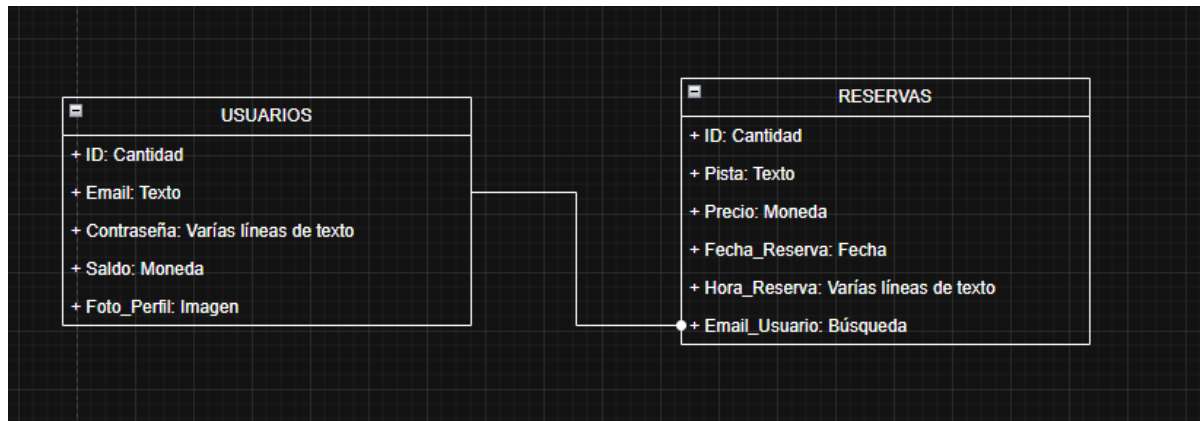 USUARIOS
+ ID: Cantidad
+ Email: Texto
+ Contraseña: Varías líneas de texto
+ Saldo: Moneda
+ Foto_Perfil: Imagen
RESERVAS
+ ID: Cantidad
+ Pista: Texto
+ Precio: Moneda
+ Fecha_Reserva: Fecha
+ Hora_Reserva: Varías líneas de texto
+ Email_Usuario: Búsqueda